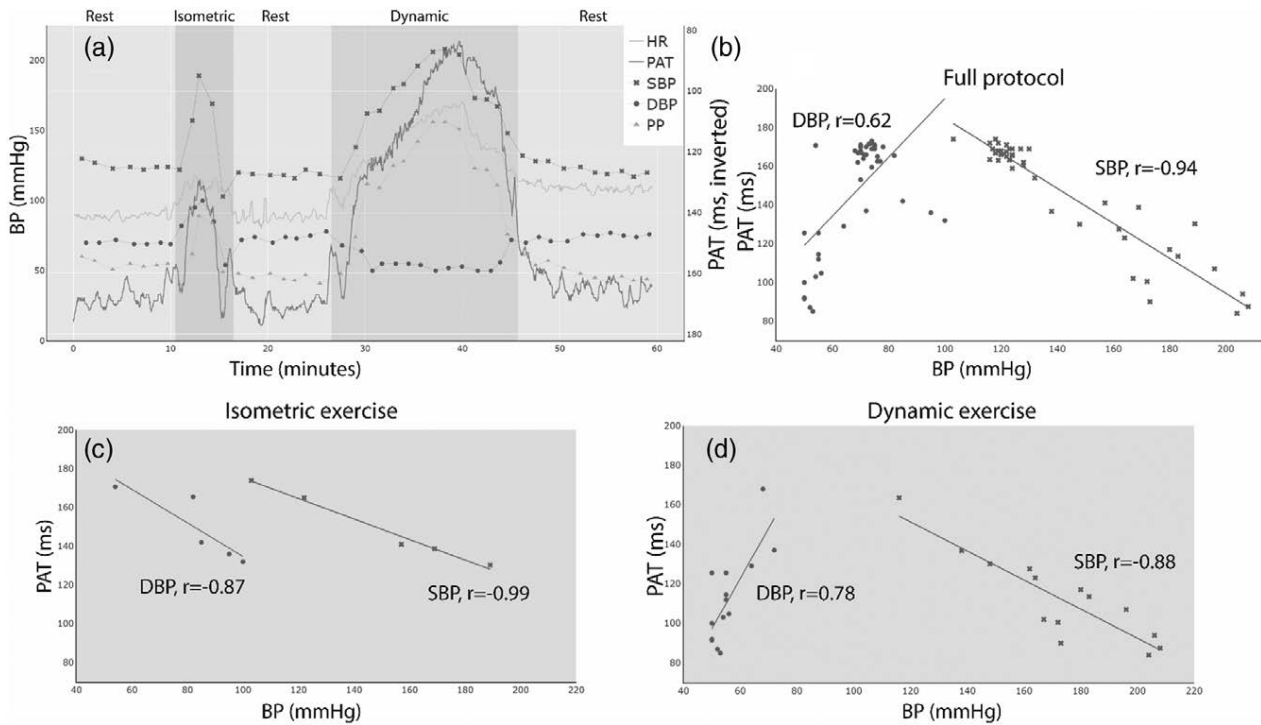 Rest Isometric Rest Dynamic Rest
(a)
200
150
100
50
0
BP (mmHg)
0 10 20 30 40 50 60
Time (minutes)
HR
PAT
SBP
DBP
PP
80
100
120
140
160
180
PAT (ms, inverted)
(b)
Full protocol
200
180
160
140
120
100
80
PAT (ms)
DBP, r=0.62
SBP, r=-0.94
40 60 80 100 120 140 160 180 200
BP (mmHg)
Isometric exercise
(c)
200
180
160
140
120
100
80
PAT (ms)
DBP, r=-0.87
SBP, r=-0.99
40 60 80 100 120 140 160 180 200 220
BP (mmHg)
Dynamic exercise
(d)
200
180
160
140
120
100
80
PAT (ms)
DBP, r=0.78
SBP, r=-0.88
40 60 80 100 120 140 160 180 200 220
BP (mmHg)